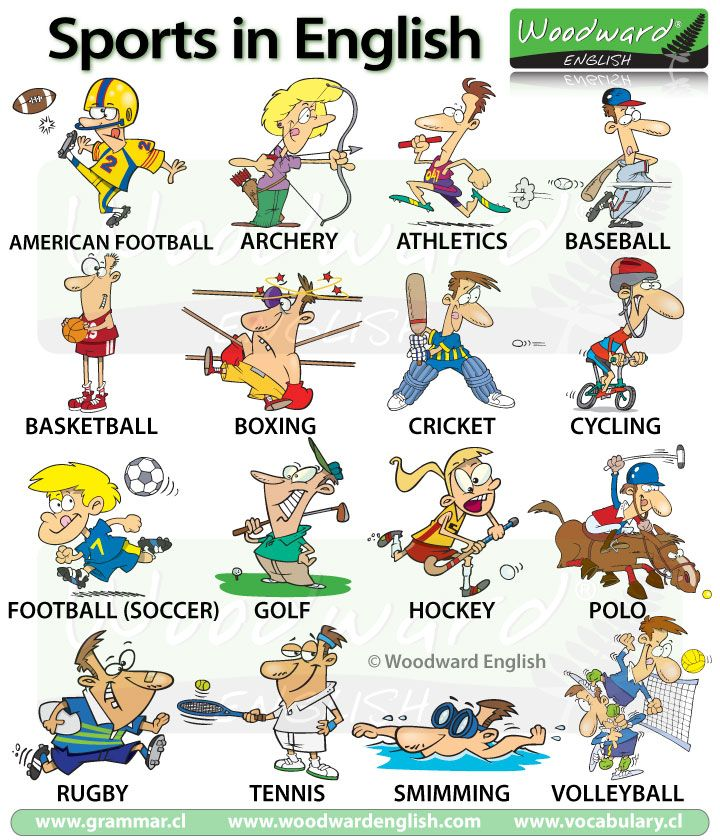 Sports in English
Woodward®
ENGLISH
AMERICAN FOOTBALL
ARCHERY
ATHLETICS
BASEBALL
BASKETBALL
BOXING
CRICKET
CYCLING
FOOTBALL (SOCCER)
GOLF
HOCKEY
POLO
© Woodward English
RUGBY
TENNIS
SMIMMING
VOLLEYBALL
www.grammar.cl www.woodwardenglish.com www.vocabulary.cl